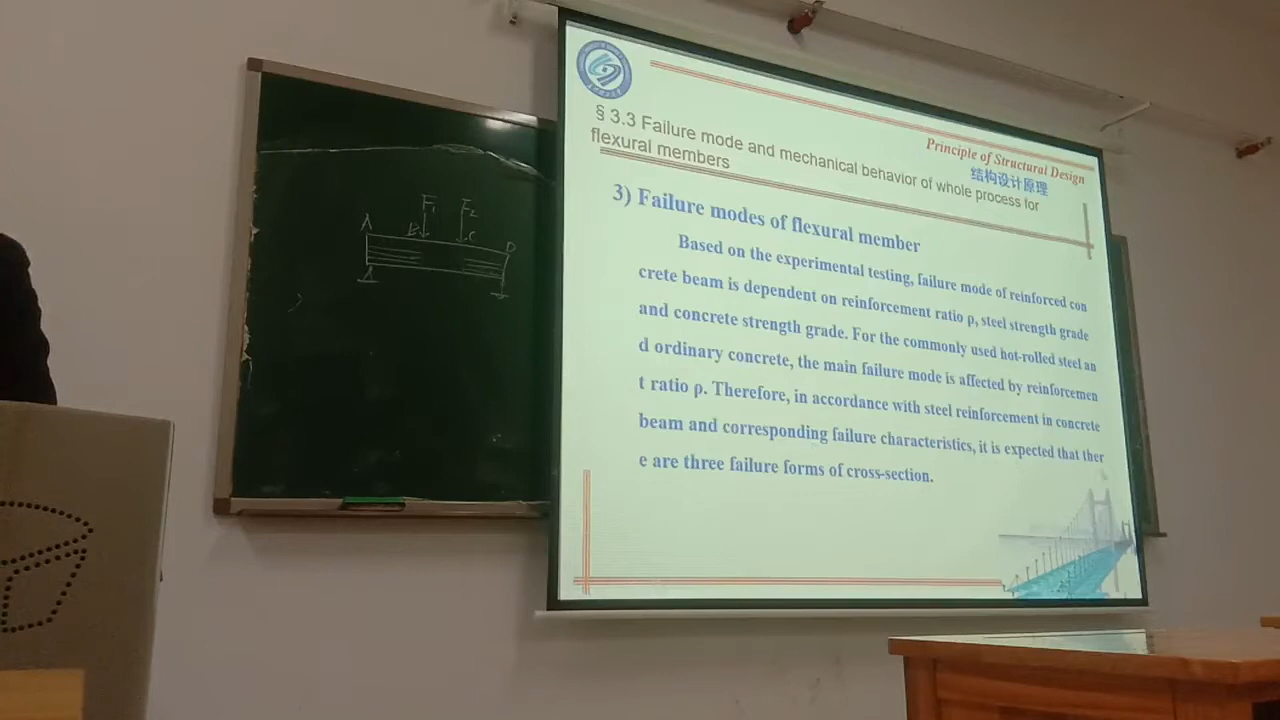 § 3.3 Failure mode and mechanical behavior of whole process for
flexural members
Principle of Structural Design
结构设计原理
3) Failure modes of flexural member
Based on the experimental testing, failure mode of reinforced con
crete beam is dependent on reinforcement ratio ρ, steel strength grade
and concrete strength grade. For the commonly used hot-rolled steel an
d ordinary concrete, the main failure mode is affected by reinforcemen
t ratio ρ. Therefore, in accordance with steel reinforcement in concrete
beam and corresponding failure characteristics, it is expected that ther
e are three failure forms of cross-section.
F1 F2
A B C D